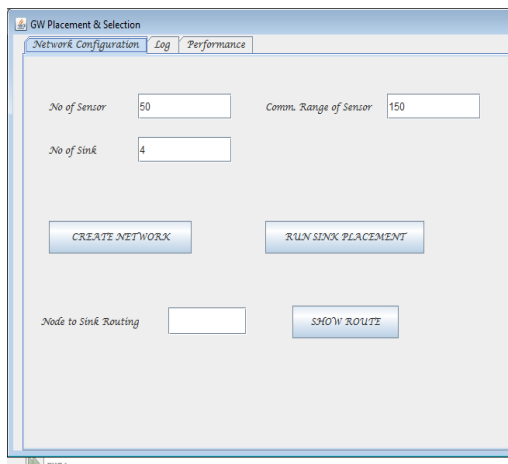 GW Placement & Selection
Network Configuration Log Performance
No of Sensor 50 Comm. Range of Sensor 150
No of Sink 4
CREATE NETWORK RUN SINK PLACEMENT
Node to Sink Routing SHOW ROUTE